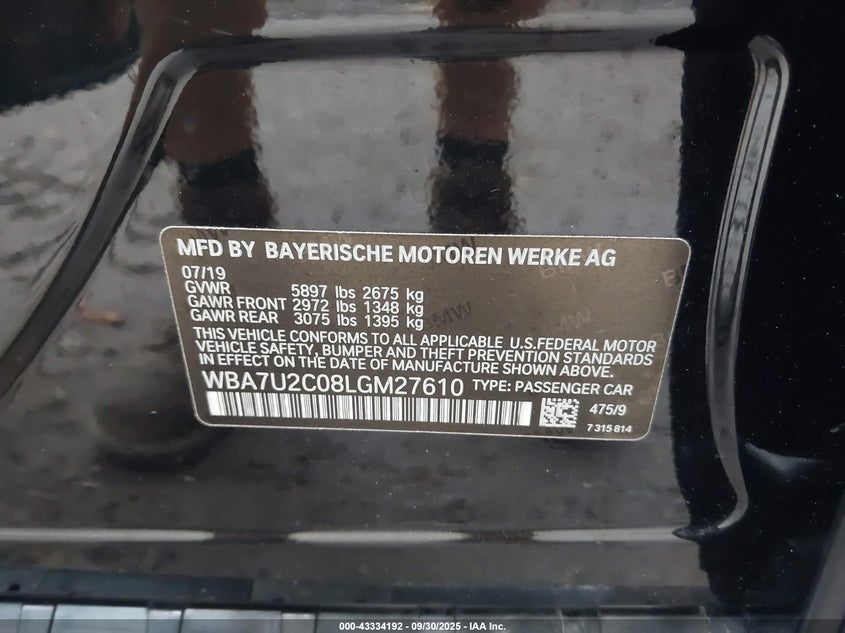 MFD BY BAYERISCHE MOTOREN WERKE AG
07/19
GVWR 5897 lbs 2675 kg
GAWR FRONT 2972 lbs 1348 kg
GAWR REAR 3075 lbs 1395 kg
THIS VEHICLE CONFORMS TO ALL APPLICABLE U.S.FEDERAL MOTOR
VEHICLE SAFETY, BUMPER AND THEFT PREVENTION STANDARDS
IN EFFECT ON THE DATE OF MANUFACTURE SHOWN ABOVE.
WBA7U2C08LGM27610 TYPE: PASSENGER CAR
475/9
7 315 814
000-43334192 - 09/30/2025 - IAA Inc.